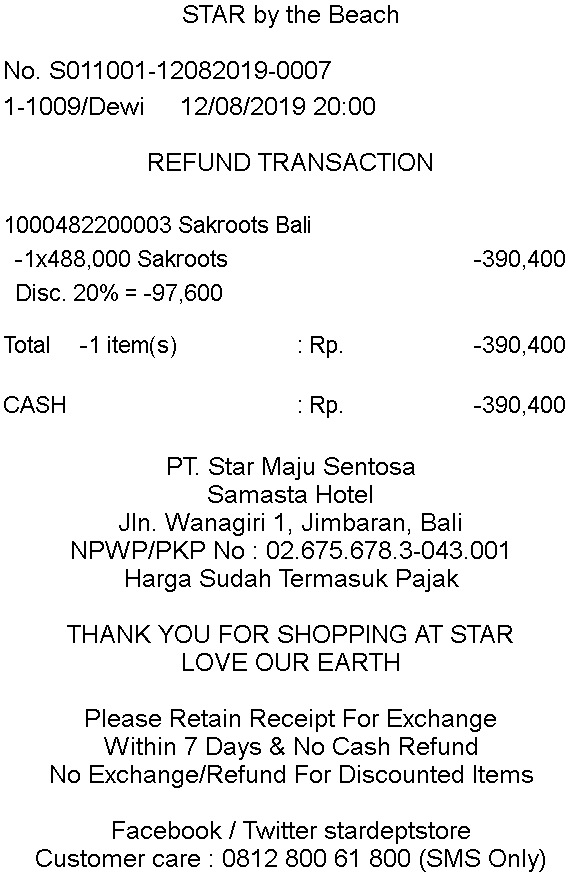 STAR by the Beach
No. S011001-12082019-0007
1-1009/Dewi 12/08/2019 20:00
REFUND TRANSACTION
1000482200003 Sakroots Bali
-1x488,000 Sakroots -390,400
Disc. 20% = -97,600
Total -1 item(s) : Rp. -390,400
CASH : Rp. -390,400
PT. Star Maju Sentosa
Samasta Hotel
Jln. Wanagiri 1, Jimbaran, Bali
NPWP/PKP No : 02.675.678.3-043.001
Harga Sudah Termasuk Pajak
THANK YOU FOR SHOPPING AT STAR
LOVE OUR EARTH
Please Retain Receipt For Exchange
Within 7 Days & No Cash Refund
No Exchange/Refund For Discounted Items
Facebook / Twitter stardeptstore
Customer care : 0812 800 61 800 (SMS Only)